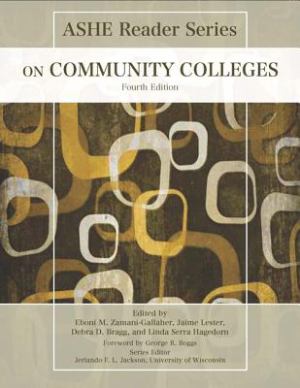 ASHE Reader Series
ON COMMUNITY COLLEGES
Fourth Edition
Edited by
Eboni M. Zamani-Gallaher, Jaime Lester,
Debra D. Bragg, and Linda Serra Hagedorn
Foreword by George R. Boggs
Series Editor
Jerlando F. L. Jackson, University of Wisconsin